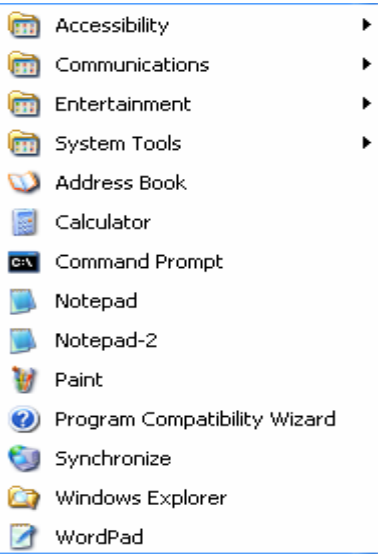 Accessibility
Communications
Entertainment
System Tools
Address Book
Calculator
C:\ Command Prompt
Notepad
Notepad-2
Paint
Program Compatibility Wizard
Synchronize
Windows Explorer
WordPad